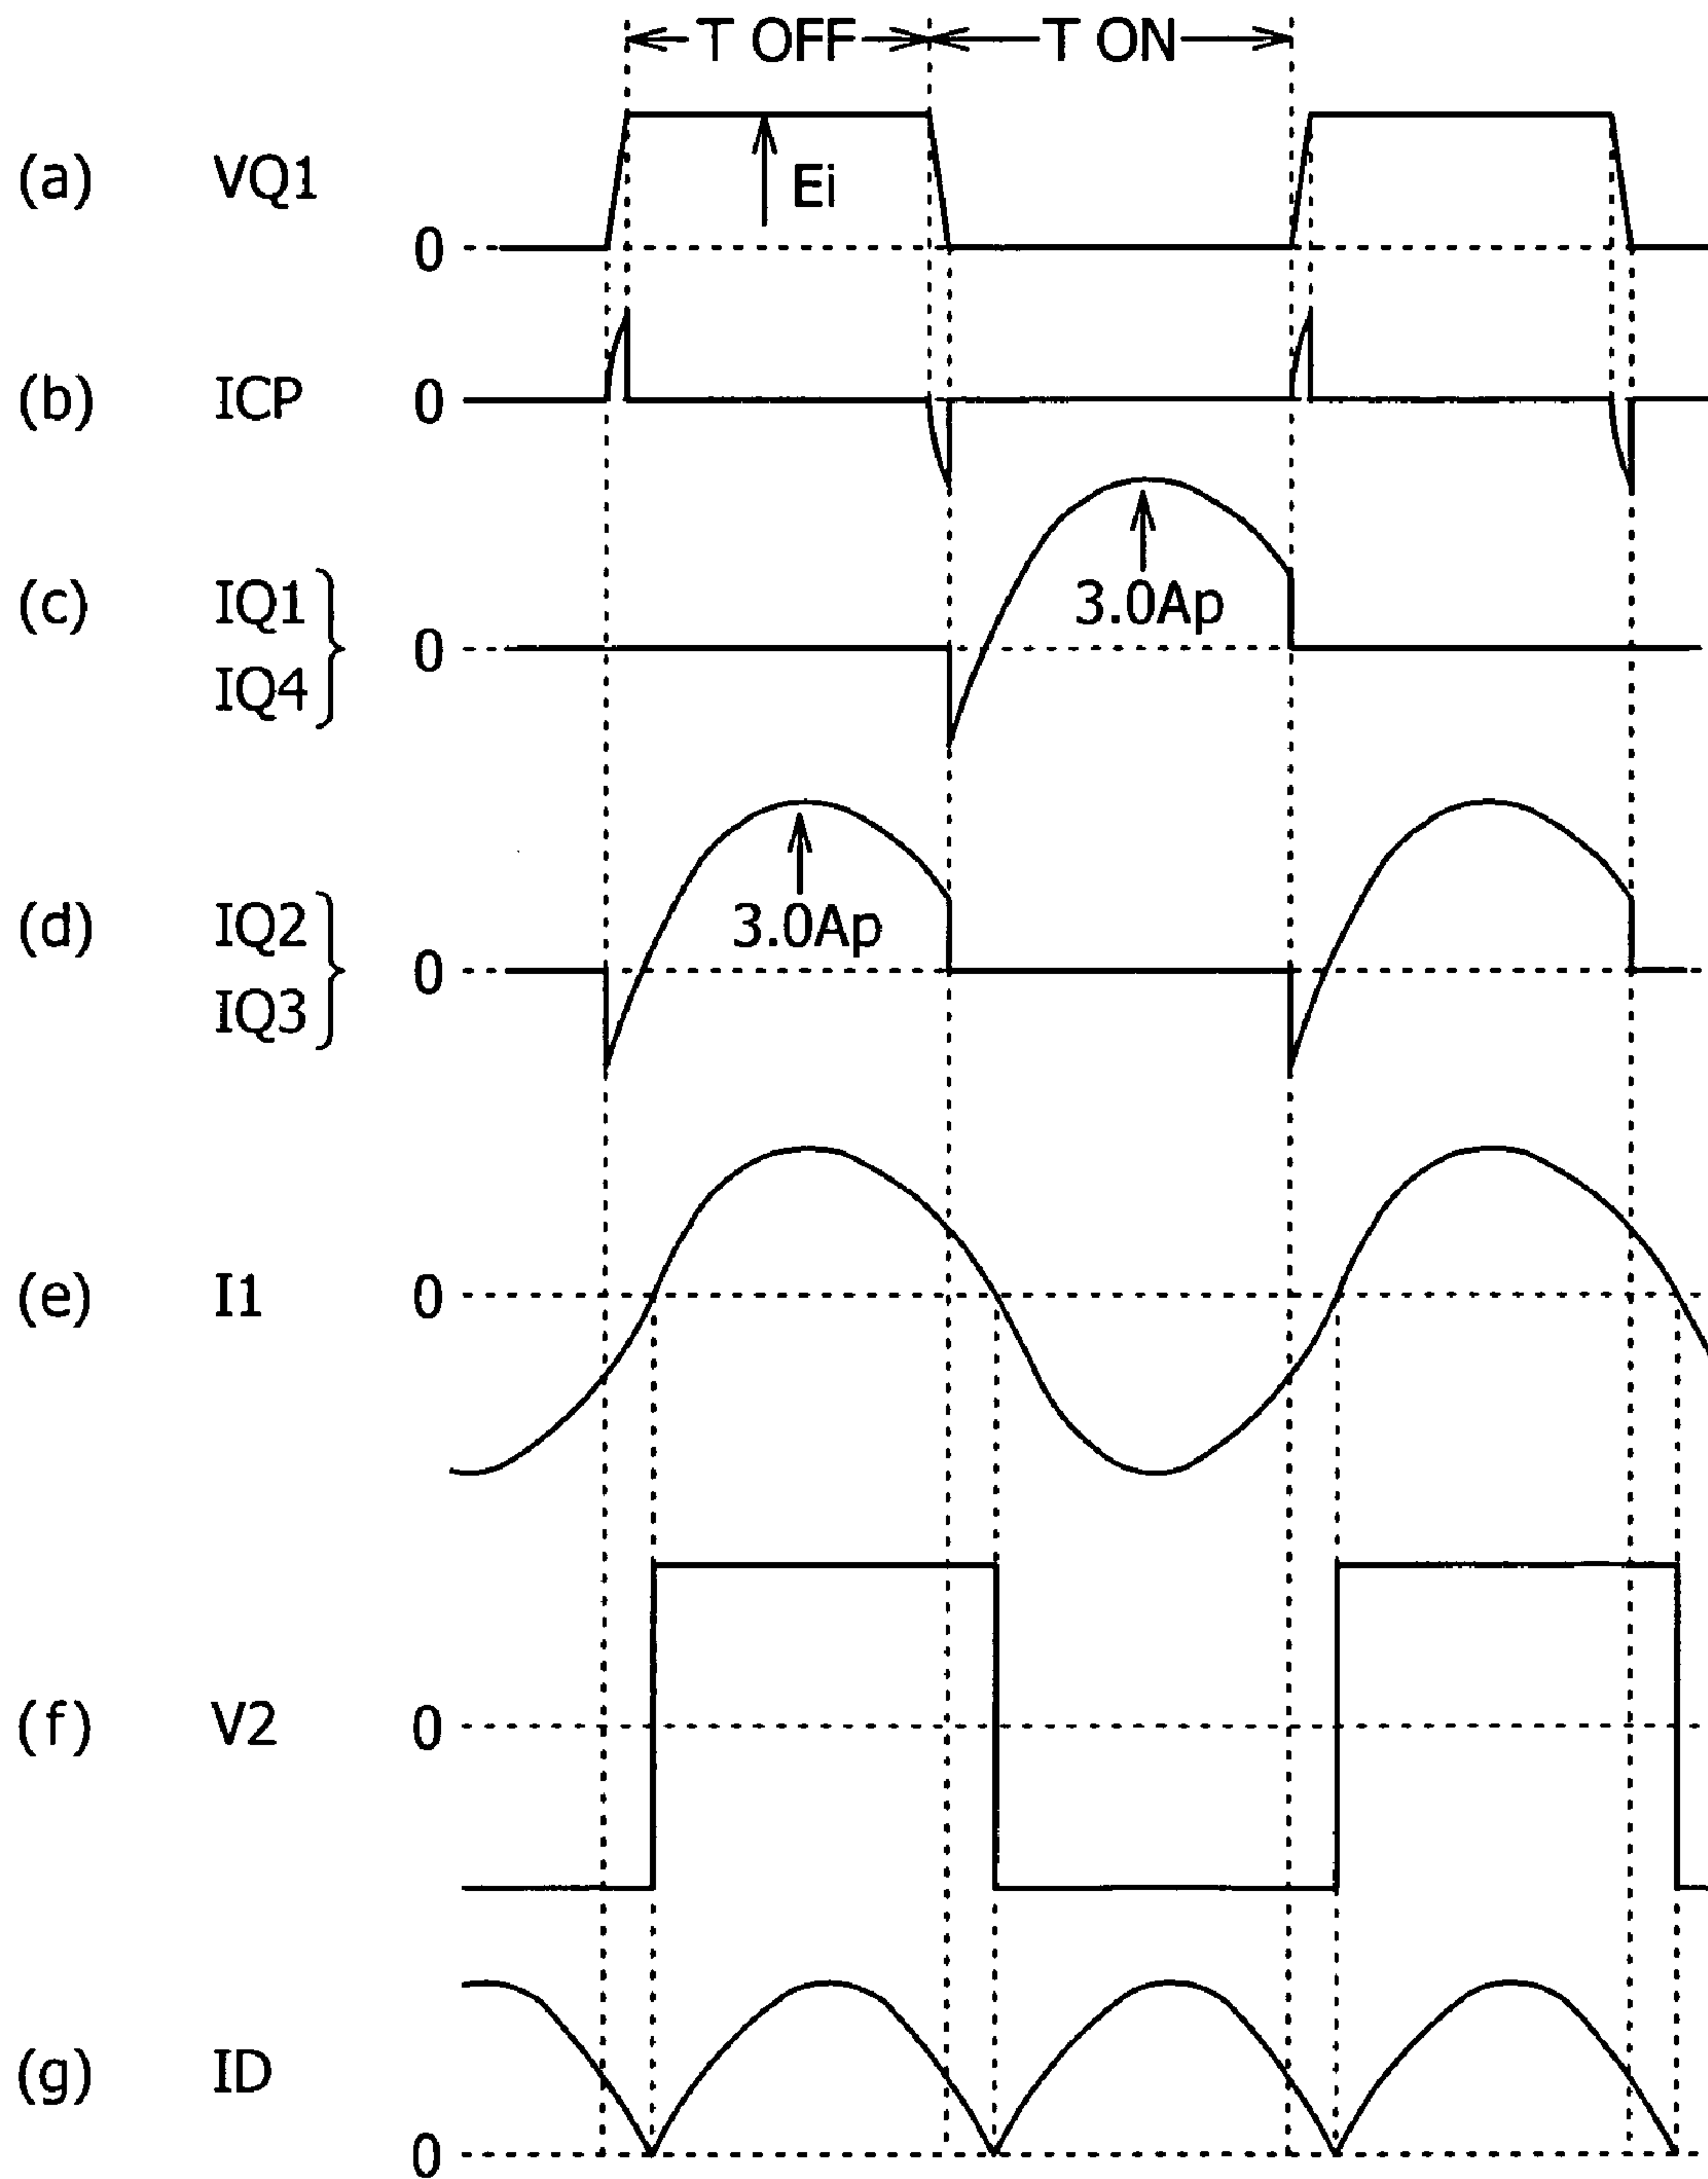 T OFF T ON
(a) VQ1 0 Ei
(b) ICP 0
(c) IQ1 IQ4 0 3.0Ap
(d) IQ2 IQ3 0 3.0Ap
(e) I1 0
(f) V2 0
(g) ID 0